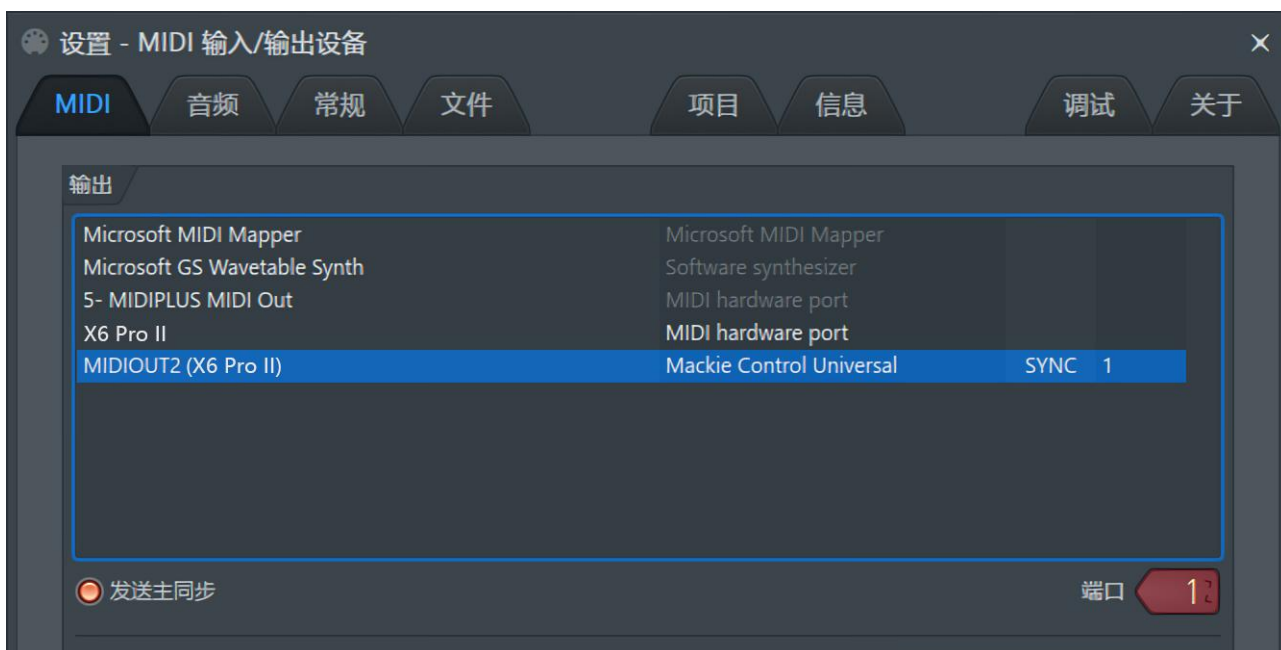 设置 - MIDI 输入/输出设备
MIDI 音频 常规 文件 项目 信息 调试 关于
输出
Microsoft MIDI Mapper Microsoft MIDI Mapper
Microsoft GS Wavetable Synth Software synthesizer
5- MIDIPLUS MIDI Out MIDI hardware port
X6 Pro II MIDI hardware port
MIDIOUT2 (X6 Pro II) Mackie Control Universal SYNC 1
发送主同步 端口 1